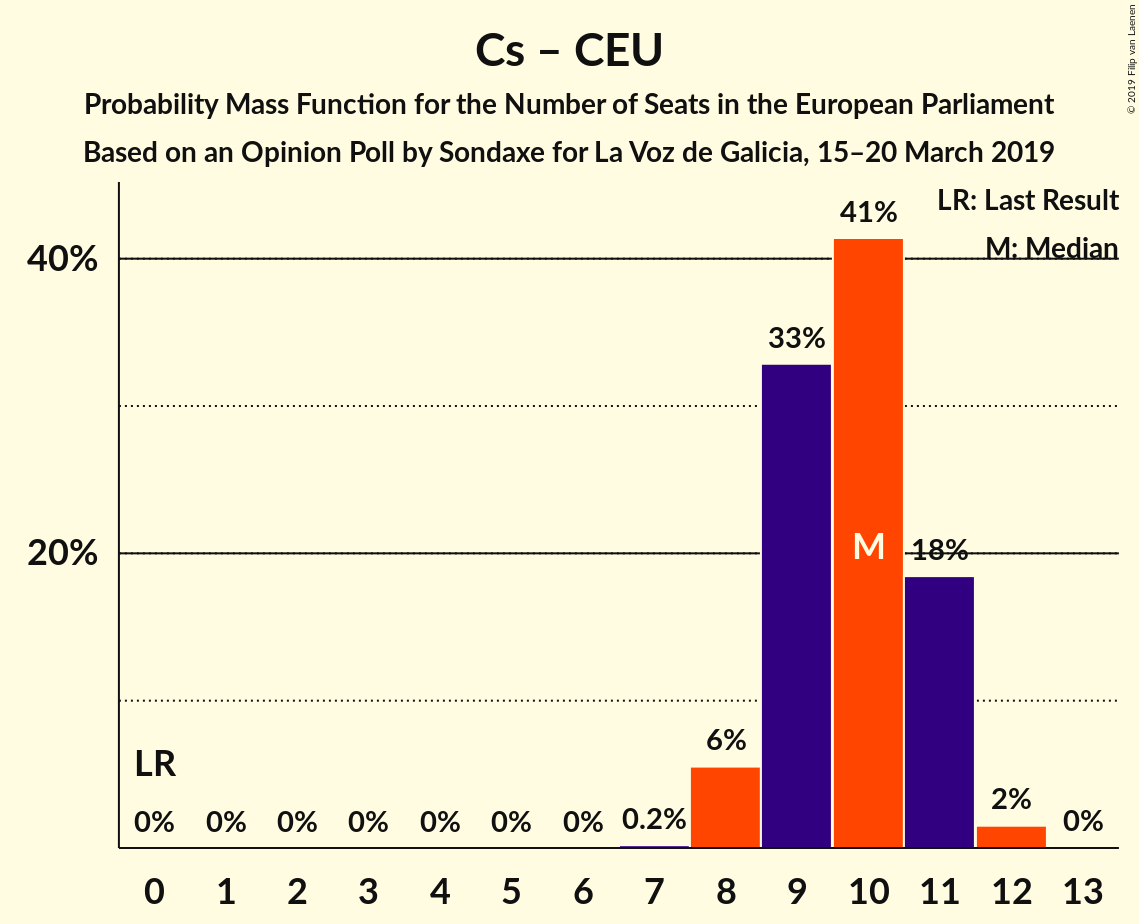 Cs – CEU
Probability Mass Function for the Number of Seats in the European Parliament
Based on an Opinion Poll by Sondaxe for La Voz de Galicia, 15–20 March 2019
© 2019 Filip van Laenen
LR: Last Result
M: Median
40%
20%
41%
33%
M
18%
6%
LR
0% 0% 0% 0% 0% 0% 0% 0.2% 2% 0%
0 1 2 3 4 5 6 7 8 9 10 11 12 13